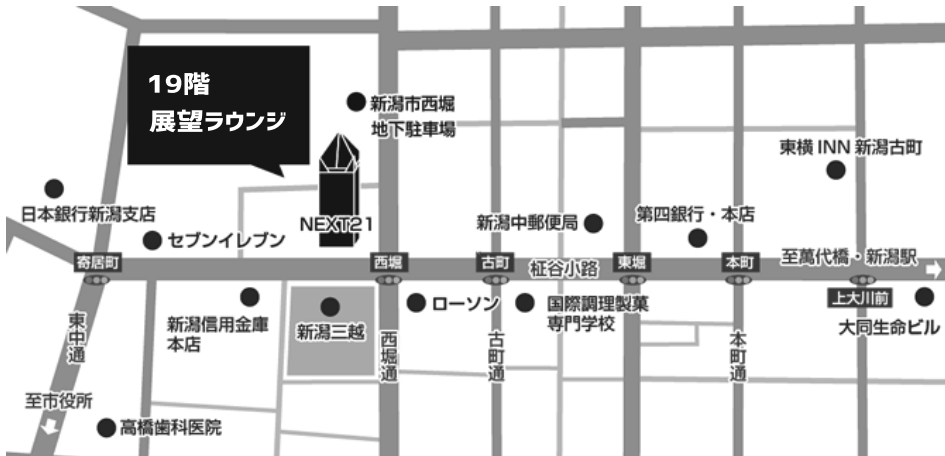 19階
展望ラウンジ
新潟市西堀
地下駐車場
東横INN 新潟古町
日本銀行新潟支店
NEXT21
新潟中郵便局
第四銀行・本店
セブンイレブン
寄居町
西堀
古町
柾谷小路
東堀
本町
至萬代橋・新潟駅
上大川前
新潟信用金庫
本店
新潟三越
ローソン
国際調理製菓
専門学校
大同生命ビル
東中通
西堀通
古町通
本町通
至市役所
高橋歯科医院